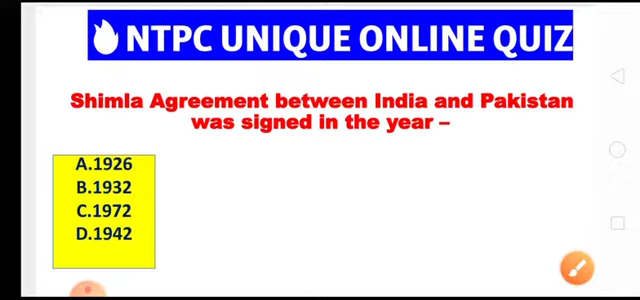 NTPC UNIQUE ONLINE QUIZ
Shimla Agreement between India and Pakistan
was signed in the year –
A.1926
B.1932
C.1972
D.1942